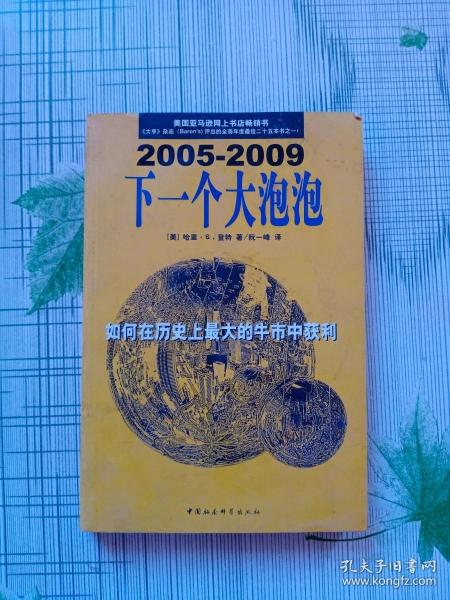 美国亚马逊网上书店畅销书
《大亨》杂志（Baron's)评出的全美年度最佳二十五本书之一
2005-2009
下一个大泡泡
[美] 哈里·S.登特 著/阮一峰 译
如何在历史上最大的牛市中获利
中国社会科学出版社
孔夫子旧书网
www.kongfz.com